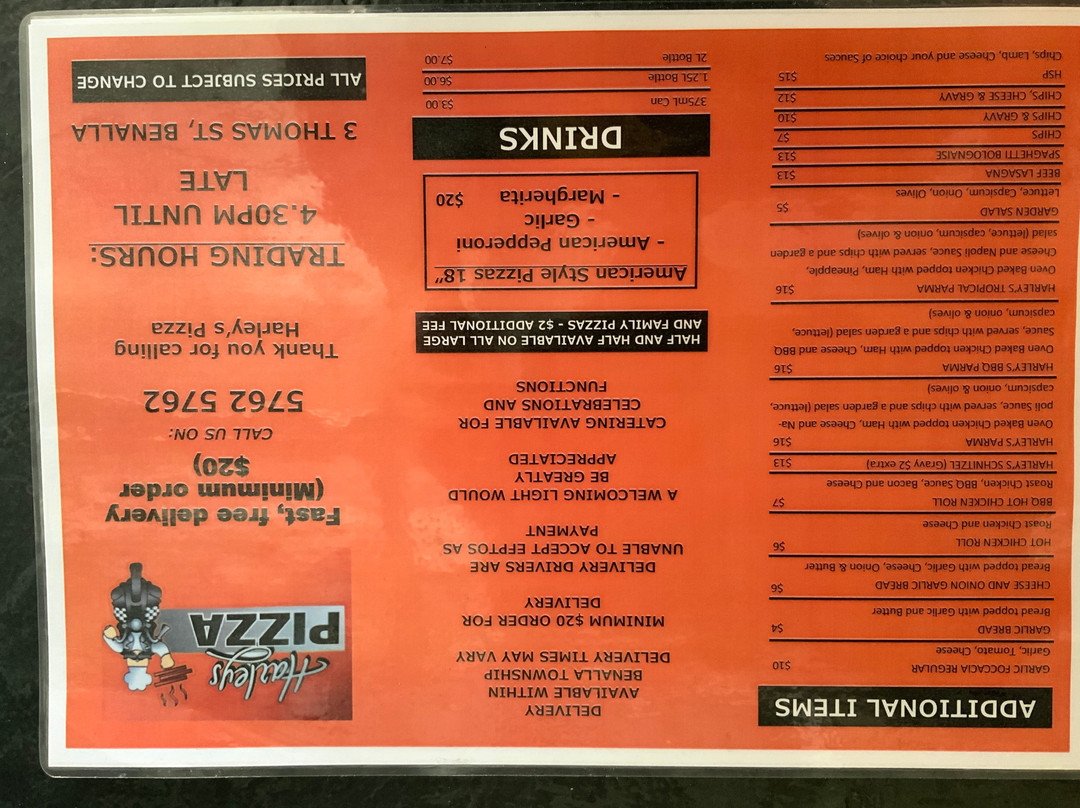 ADDITIONAL ITEMS
GARLIC FOCCACIA REGULAR $10
Garlic, Tomato, Cheese
GARLIC BREAD $4
Bread topped with Garlic and Butter
CHEESE AND ONION GARLIC BREAD $6
Bread topped with Garlic, Cheese, Onion & Butter
HOT CHICKEN ROLL $6
Roast Chicken and Cheese
BBQ HOT CHICKEN ROLL $7
Roast Chicken, BBQ Sauce, Bacon and Cheese
HARLEY'S SCHNITZEL (Gravy $2 extra) $13
HARLEY'S PARMA $16
Oven Baked Chicken topped with Ham, Cheese and Na-
poli Sauce, served with chips and a garden salad (lettuce,
capsicum, onion & olives)
HARLEY'S BBQ PARMA $16
Oven Baked Chicken topped with Ham, Cheese and BBQ
Sauce, served with chips and a garden salad (lettuce,
capsicum, onion & olives)
HARLEY'S TROPICAL PARMA $16
Oven Baked Chicken topped with Ham, Pineapple,
Cheese and Napoli Sauce, served with chips and a garden
salad (lettuce, capsicum, onion & olives)
GARDEN SALAD $5
Lettuce, Capsicum, Onion, Olives
BEEF LASAGNA $13
SPAGHETTI BOLOGNAISE $13
CHIPS $7
CHIPS & GRAVY $10
CHIPS, CHEESE & GRAVY $12
HSP $15
Chips, Lamb, Cheese and your choice of Sauces
DELIVERY
AVAILABLE WITHIN
BENALLA TOWNSHIP
DELIVERY TIMES MAY VARY
MINIMUM $20 ORDER FOR
DELIVERY
DELIVERY DRIVERS ARE
UNABLE TO ACCEPT EFPTOS AS
PAYMENT
A WELCOMING LIGHT WOULD
BE GREATLY
APPRECIATED
CATERING AVAILABLE FOR
CELEBRATIONS AND
FUNCTIONS
HALF AND HALF AVAILABLE ON ALL LARGE
AND FAMILY PIZZAS - $2 ADDITIONAL FEE
American Style Pizzas 18"
- American Pepperoni
- Garlic
- Margherita $20
DRINKS
375mL Can $3.00
1.25L Bottle $6.00
2L Bottle $7.00
Harleys
PIZZA
Fast, free delivery
(Minimum order
$20)
CALL US ON:
5762 5762
Thank you for calling
Harley's Pizza
TRADING HOURS:
4.30PM UNTIL
LATE
3 THOMAS ST, BENALLA
ALL PRICES SUBJECT TO CHANGE